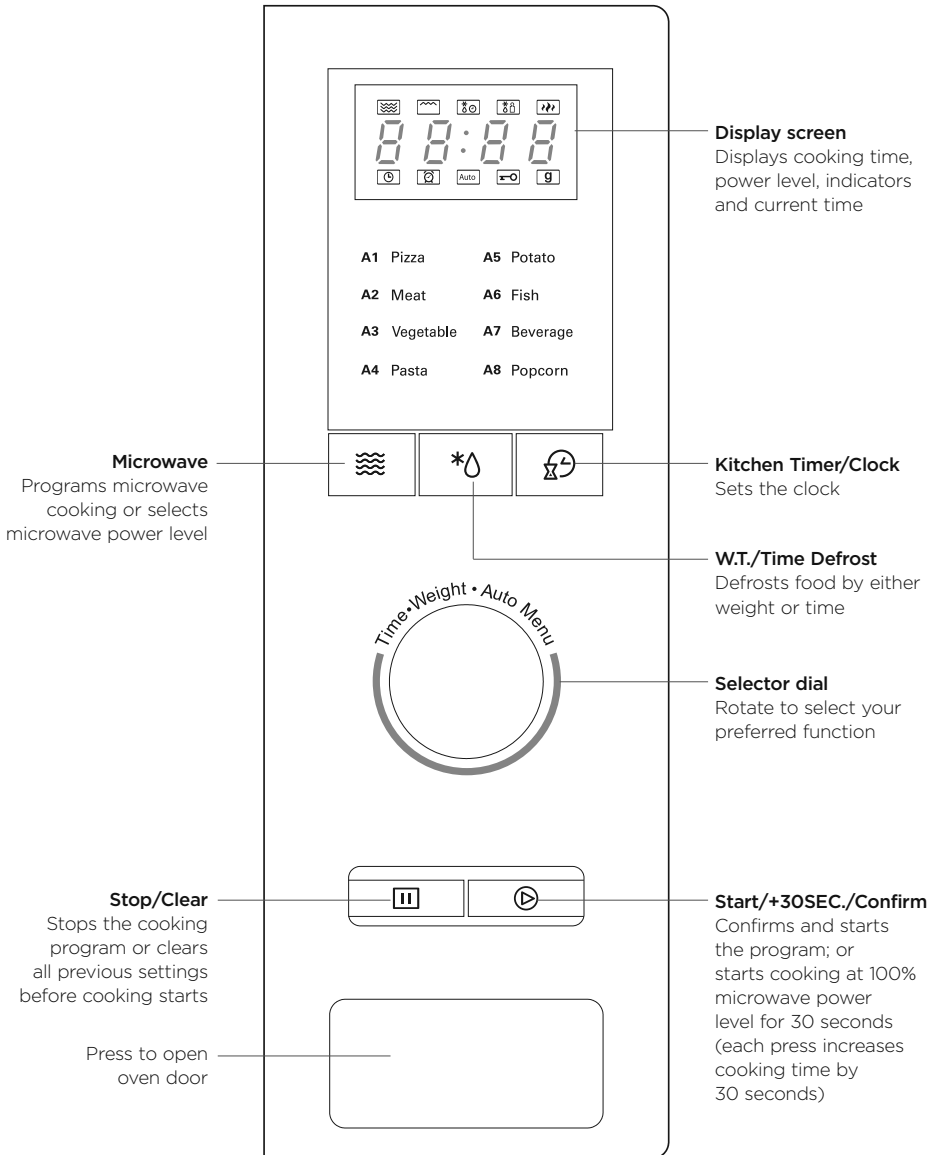 88:88
Auto
g
Display screen
Displays cooking time,
power level, indicators
and current time
A1 Pizza
A5 Potato
A2 Meat
A6 Fish
A3 Vegetable
A7 Beverage
A4 Pasta
A8 Popcorn
Microwave
Programs microwave
cooking or selects
microwave power level
Kitchen Timer/Clock
Sets the clock
W.T./Time Defrost
Defrosts food by either
weight or time
Time•Weight • Auto Menu
Selector dial
Rotate to select your
preferred function
Stop/Clear
Stops the cooking
program or clears
all previous settings
before cooking starts
Start/+30SEC./Confirm
Confirms and starts
the program; or
starts cooking at 100%
microwave power
level for 30 seconds
(each press increases
cooking time by
30 seconds)
Press to open
oven door